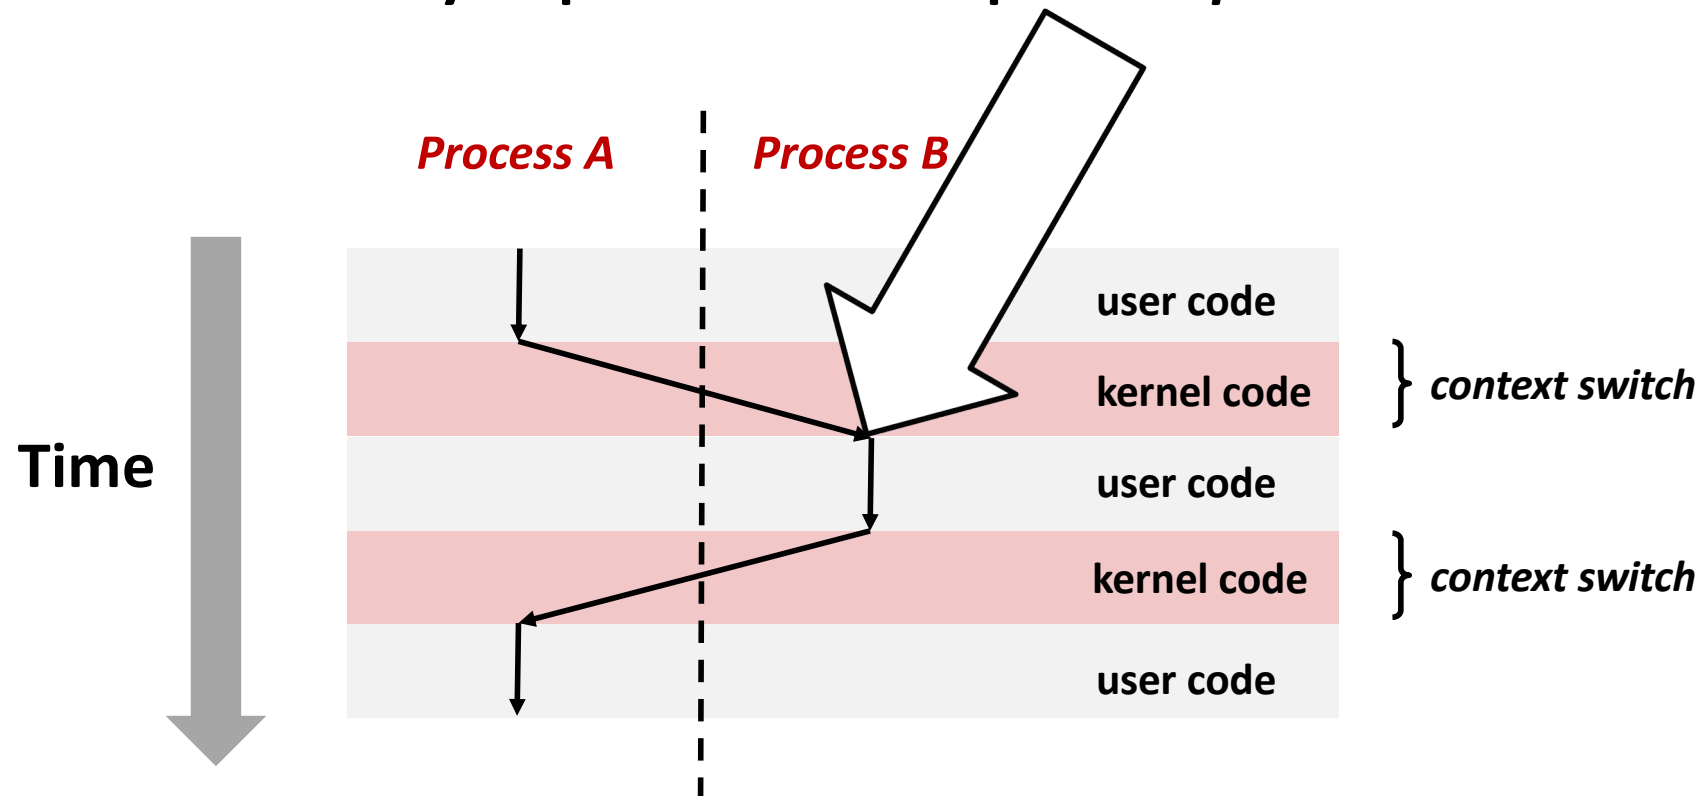 Process A
Process B
user code
kernel code
context switch
Time
user code
kernel code
context switch
user code